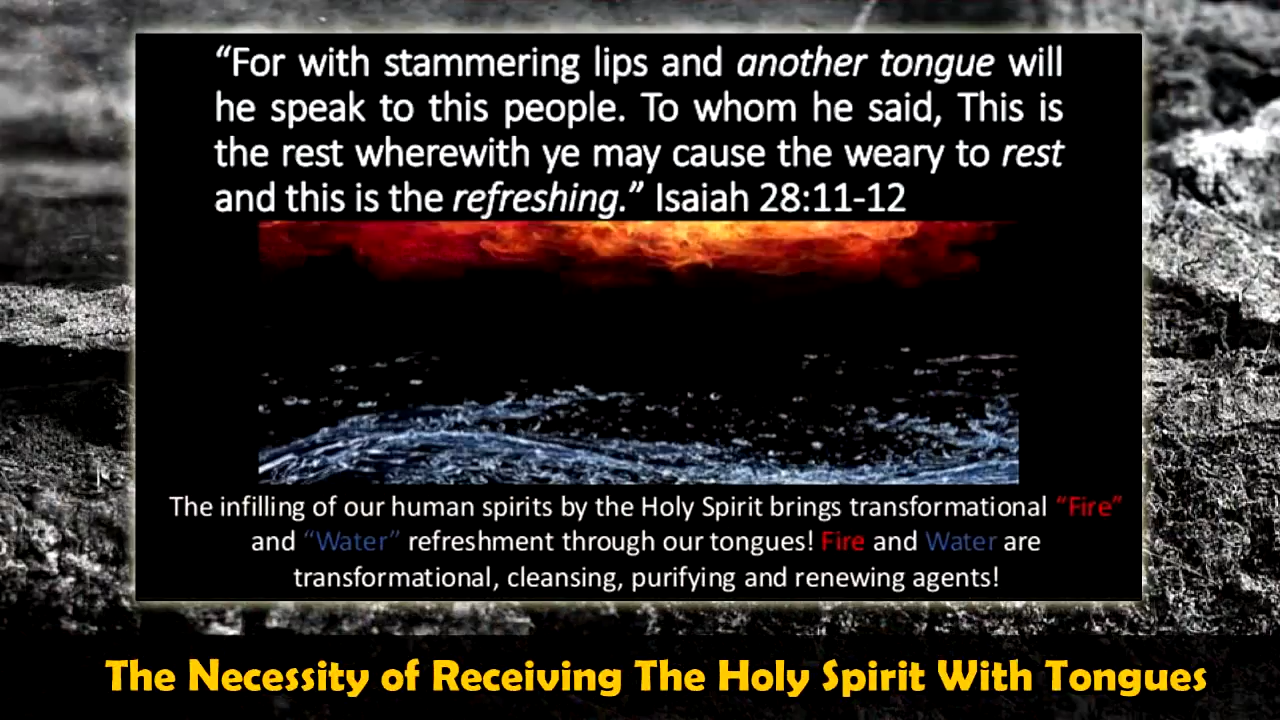 “For with stammering lips and another tongue will
he speak to this people. To whom he said, This is
the rest wherewith ye may cause the weary to rest
and this is the refreshing.” Isaiah 28:11-12
The infilling of our human spirits by the Holy Spirit brings transformational “Fire”
and “Water” refreshment through our tongues! Fire and Water are
transformational, cleansing, purifying and renewing agents!
The Necessity of Receiving The Holy Spirit With Tongues